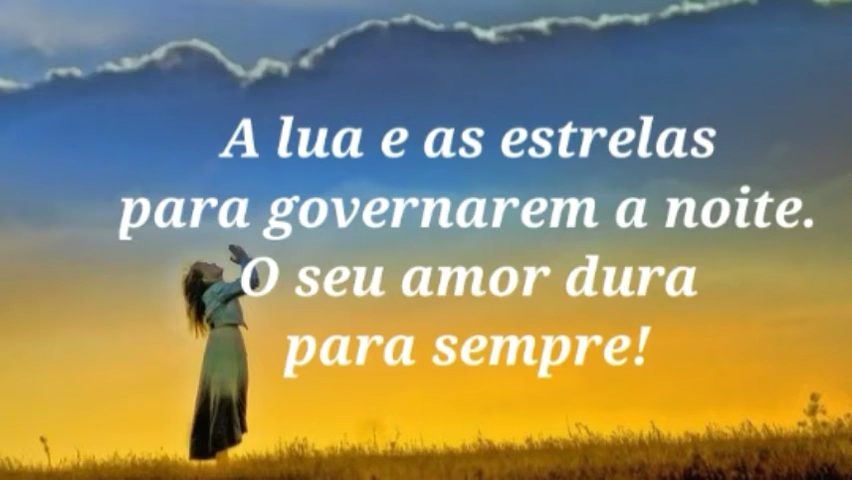 A lua e as estrelas
para governarem a noite.
O seu amor dura
para sempre!